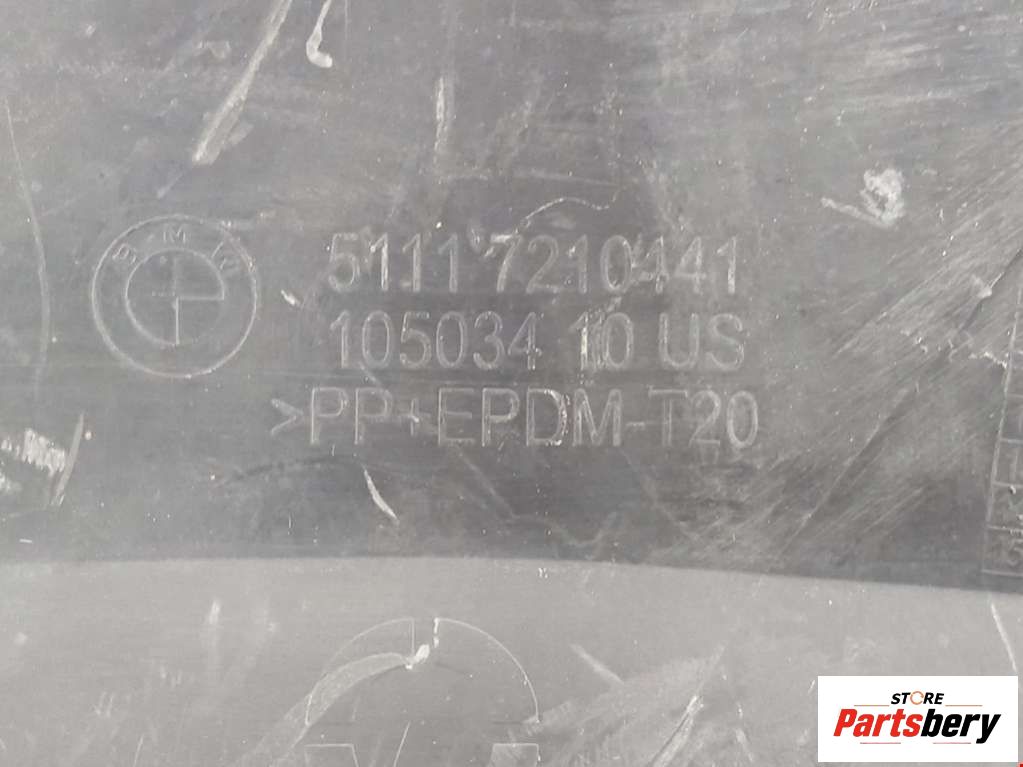 BMW
51117210441
105034 10 US
>PP+EPDM-T20
STORE
Partsbery